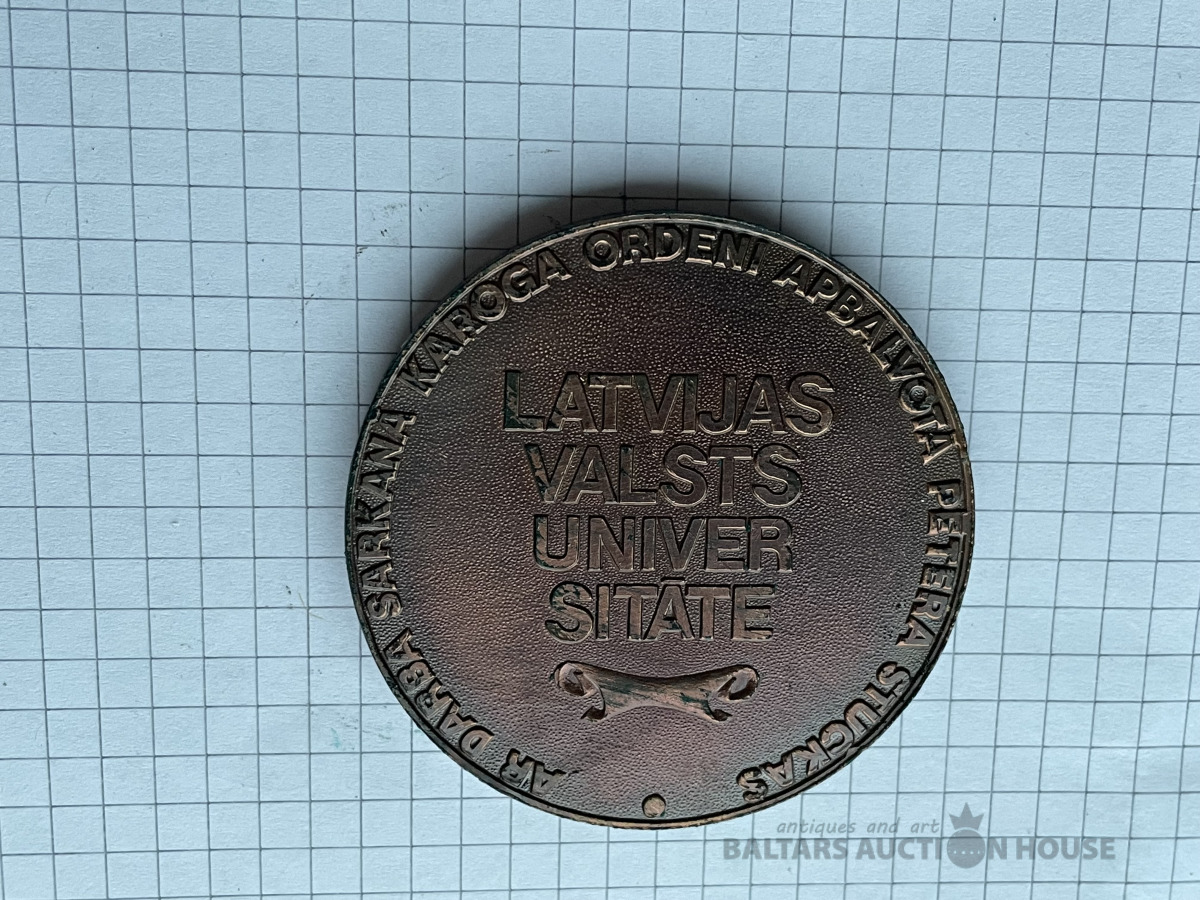 AR DARBA SARKANĀ KAROGA ORDENI APBALVOTĀ PĒTERA STUČKAS
LATVIJAS
VALSTS
UNIVER
SITĀTE
antiques and art
BALTARS AUCTION HOUSE